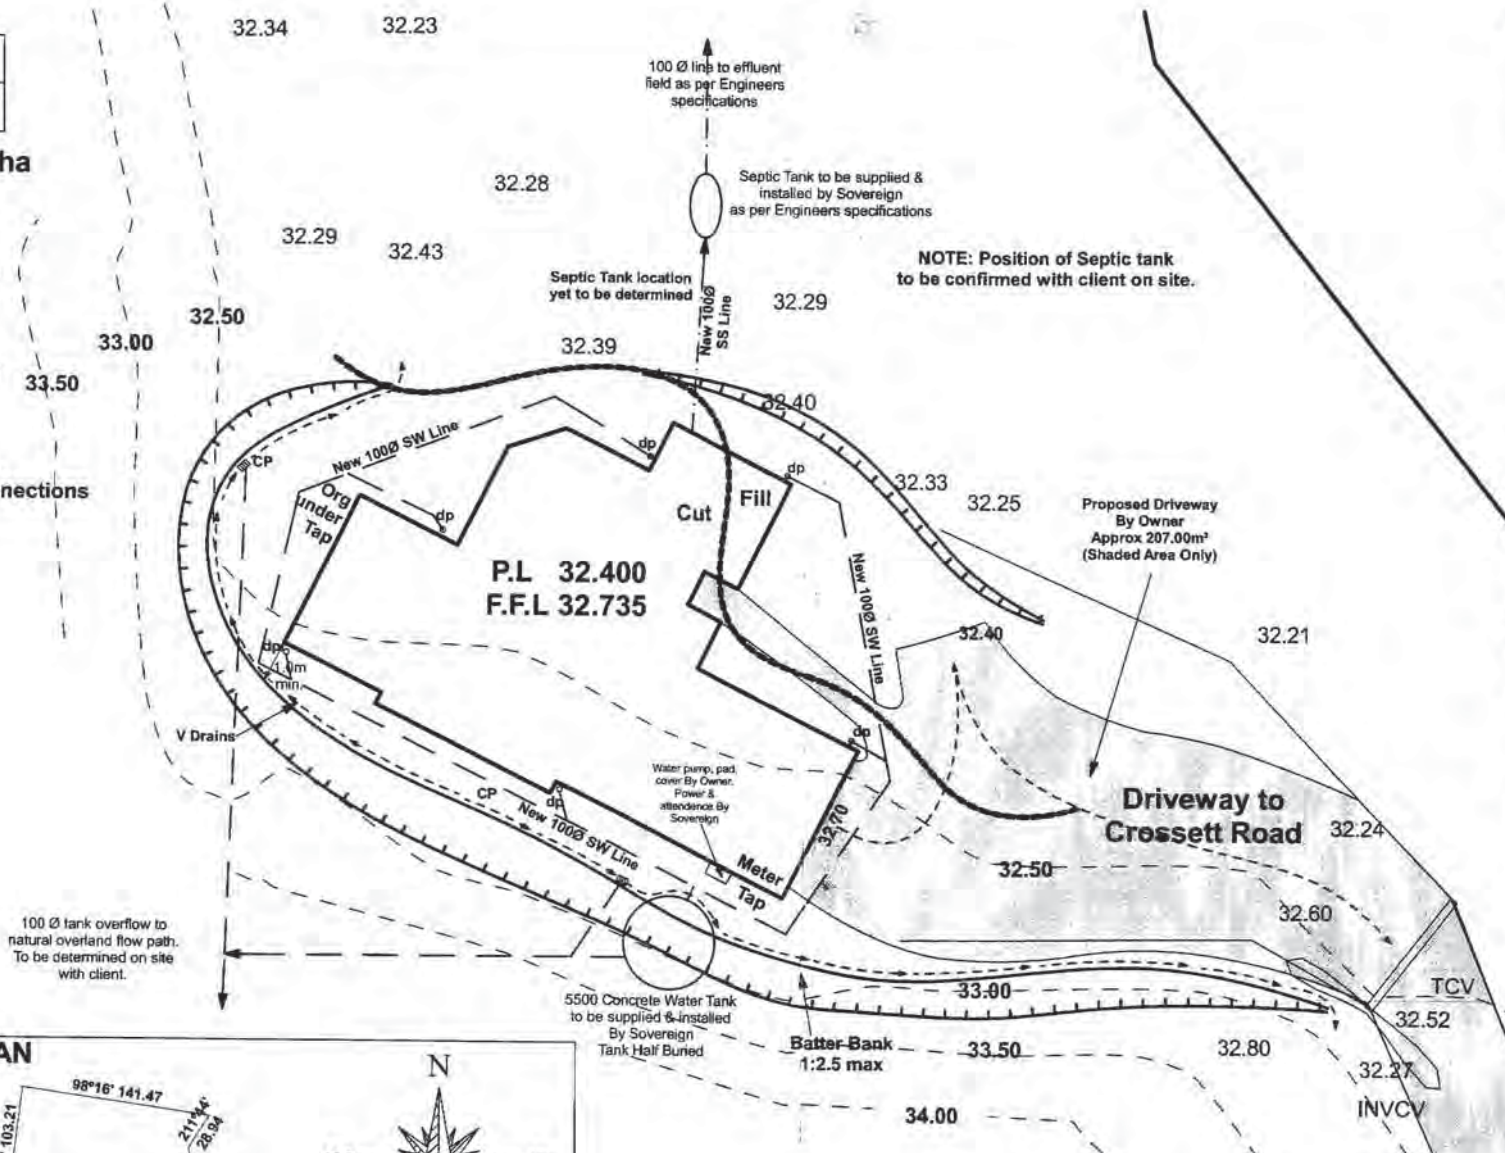 32.34
32.23
100 Ø line to effluent
field as per Engineers
specifications
ha
32.28
Septic Tank to be supplied &
installed by Sovereign
as per Engineers specifications
32.29
32.43
NOTE: Position of Septic tank
to be confirmed with client on site.
Septic Tank location
yet to be determined
32.29
New 100Ø
SS Line
32.50
33.00
33.50
32.39
32.40
New 100Ø SW Line
dp
CP
nections
Org
under
Tap
dp
dp
32.33
32.25
Cut
Fill
Proposed Driveway
By Owner
Approx 207.00m²
(Shaded Area Only)
P.L 32.400
F.F.L 32.735
New 100Ø SW Line
32.40
32.21
dp
1.0m
min.
V Drains
dp
Water pump, pad,
cover By Owner.
Power &
attendence By
Sovereign
CP
dp
New 100Ø SW Line
32.70
Driveway to
Crossett Road
32.24
Meter
Tap
32.50
32.60
100 Ø tank overflow to
natural overland flow path.
To be determined on site
with client.
5500 Concrete Water Tank
to be supplied & installed
By Sovereign
Tank Half Buried
33.00
TCV
32.52
Batter Bank
1:2.5 max
33.50
32.80
32.27
INVCV
34.00
AN
N
98°16' 141.47
103.21
211°44'
28.94